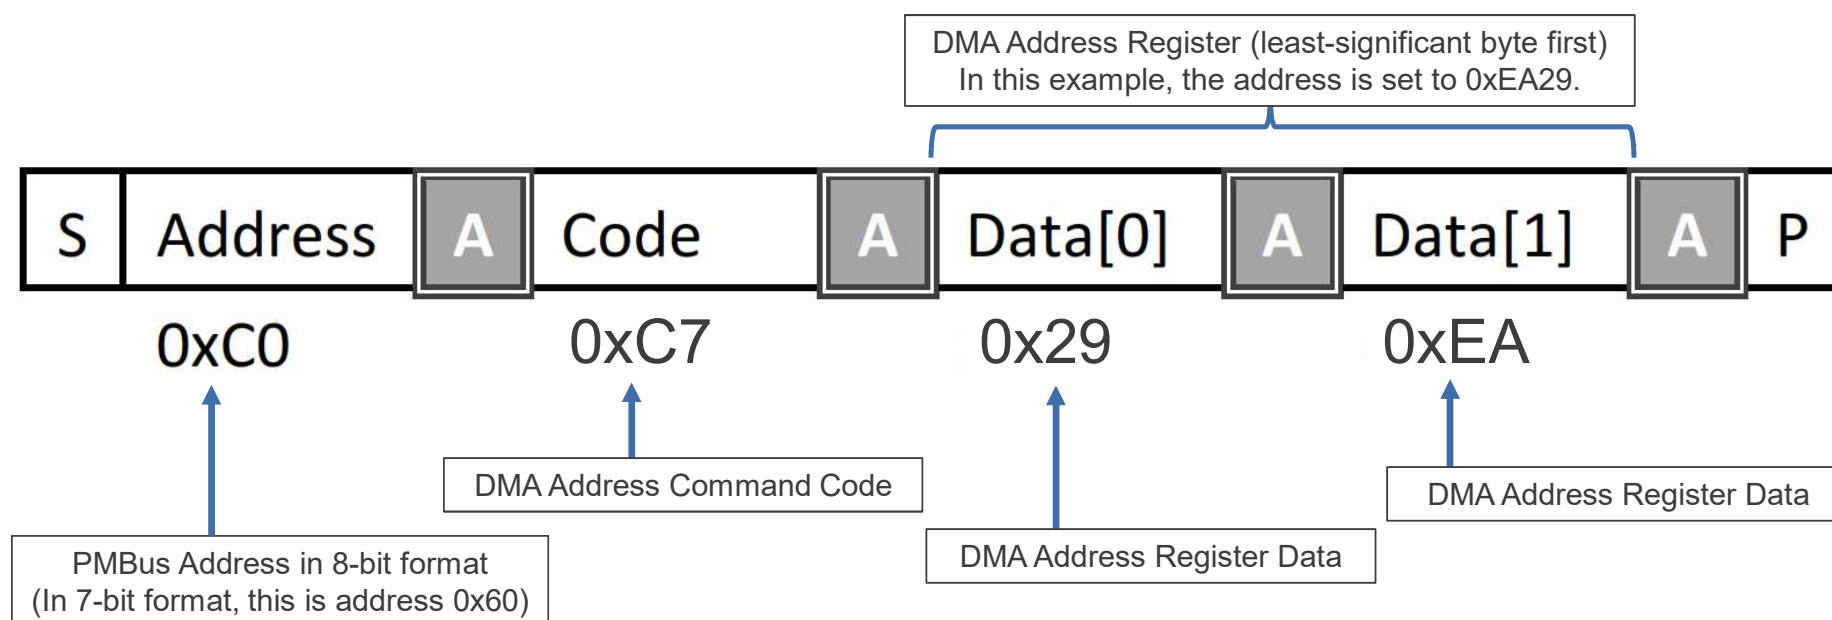 DMA Address Register (least-significant byte first)
In this example, the address is set to 0xEA29.
S Address A Code A Data[0] A Data[1] A P
0xC0 0xC7 0x29 0xEA
DMA Address Command Code
DMA Address Register Data
DMA Address Register Data
PMBus Address in 8-bit format
(In 7-bit format, this is address 0x60)